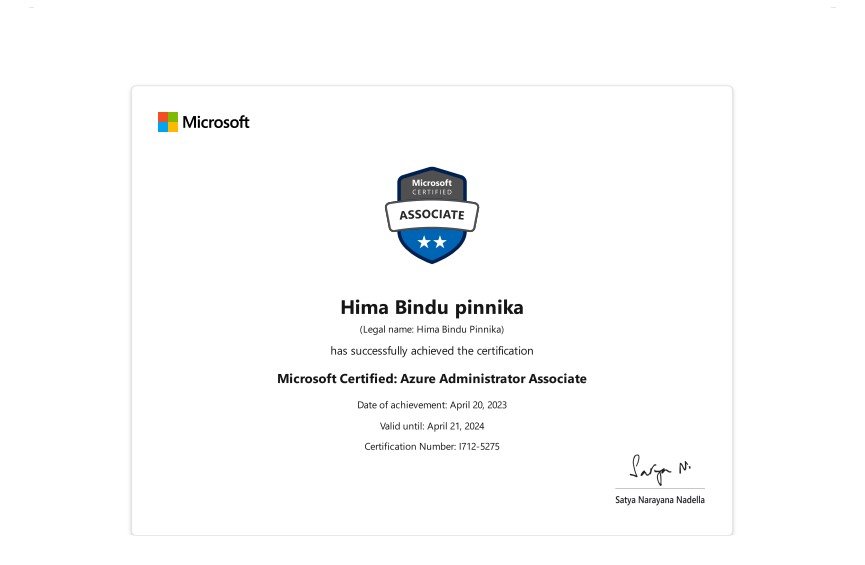 Microsoft
Microsoft
CERTIFIED
ASSOCIATE
Hima Bindu pinnika
(Legal name: Hima Bindu Pinnika)
has successfully achieved the certification
Microsoft Certified: Azure Administrator Associate
Date of achievement: April 20, 2023
Valid until: April 21, 2024
Certification Number: I712-5275
Satya N.
Satya Narayana Nadella